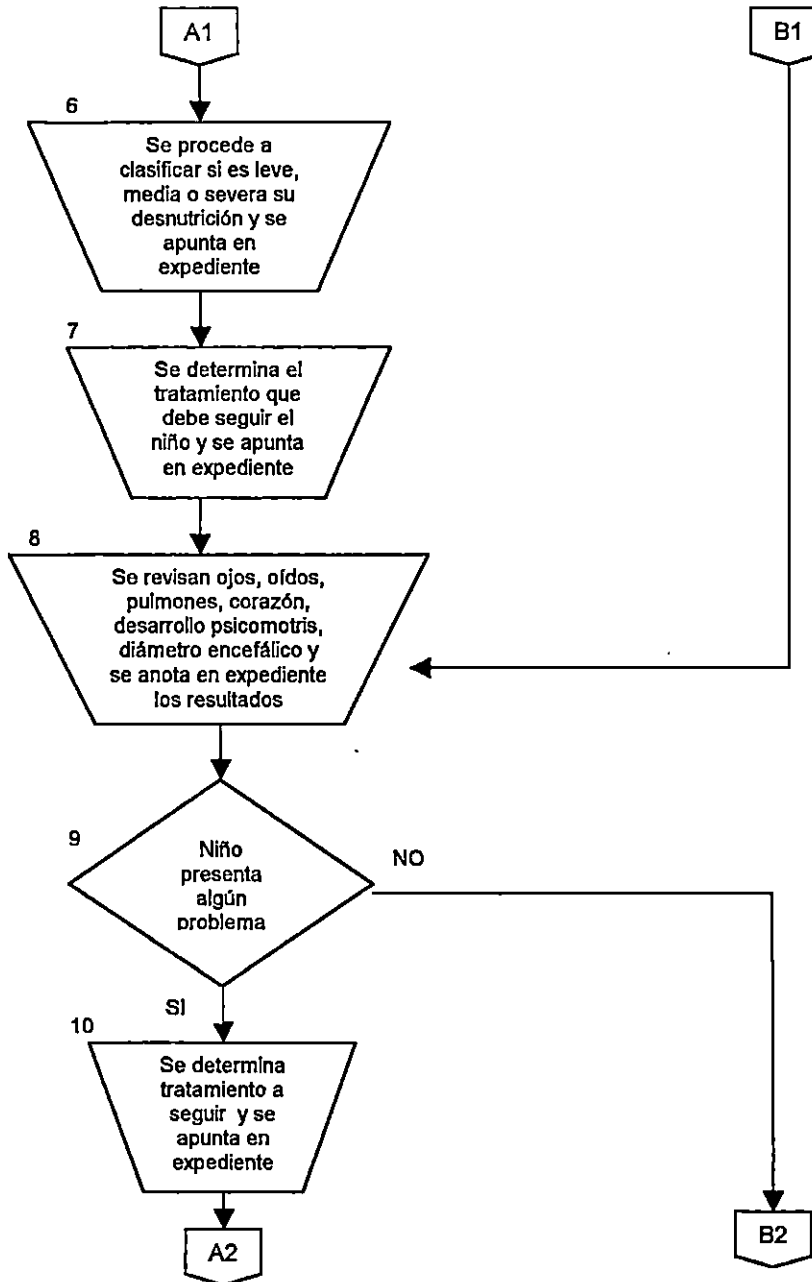 A1
B1
6
Se procede a
clasificar si es leve,
media o severa su
desnutrición y se
apunta en
expediente
7
Se determina el
tratamiento que
debe seguir el
niño y se apunta
en expediente
8
Se revisan ojos, oídos,
pulmones, corazón,
desarrollo psicomotris,
diámetro encefálico y
se anota en expediente
los resultados
9
Niño
presenta
algún
problema
NO
SI
10
Se determina
tratamiento a
seguir y se
apunta en
expediente
A2
B2